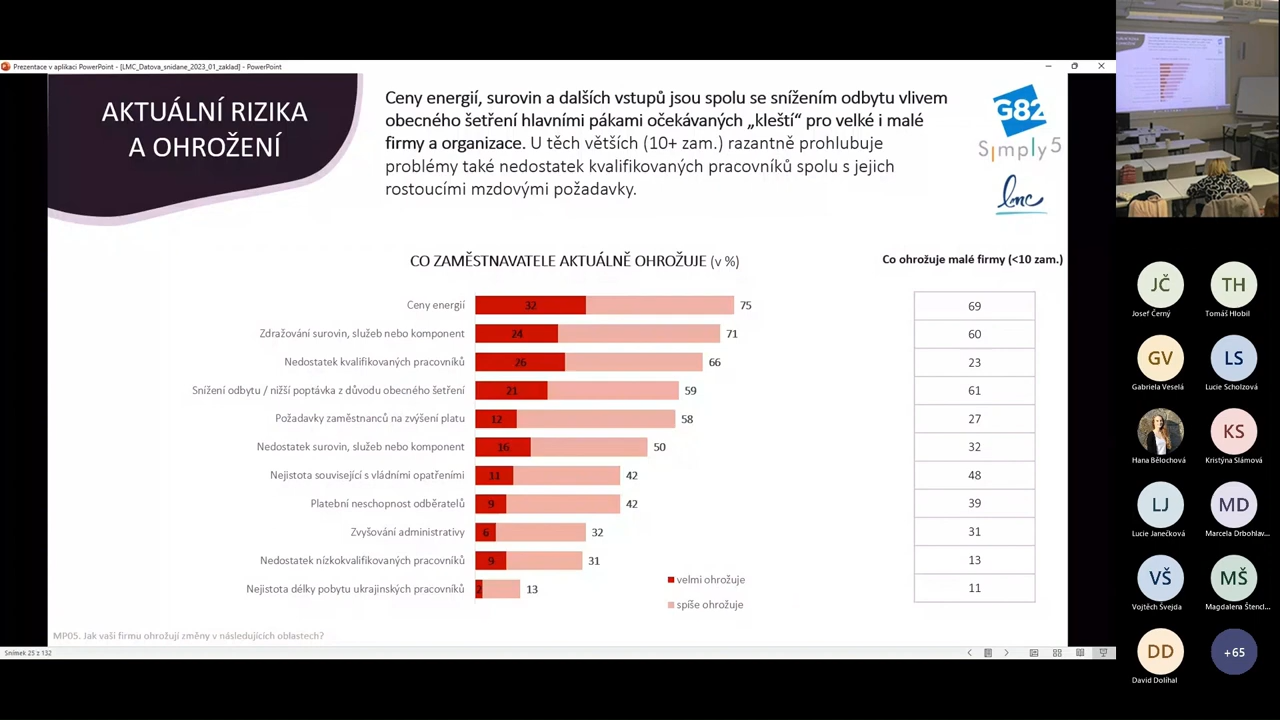 Prezentace v aplikaci PowerPoint - [LMC_Datova_snidane_2023_01_zaklad] - PowerPoint
AKTUÁLNÍ RIZIKA
A OHROŽENÍ
Ceny energií, surovin a dalších vstupů jsou spolu se snížením odbytu vlivem
obecného šetření hlavními pákami očekávaných „kleští“ pro velké i malé
firmy a organizace. U těch větších (10+ zam.) razantně prohlubuje
problémy také nedostatek kvalifikovaných pracovníků spolu s jejich
rostoucími mzdovými požadavky.
G82
Simply5
lmc
CO ZAMĚSTNAVATELE AKTUÁLNĚ OHROŽUJE (v %)
Co ohrožuje malé firmy (<10 zam.)
Ceny energií 32 75 69
Zdražování surovin, služeb nebo komponent 24 71 60
Nedostatek kvalifikovaných pracovníků 26 66 23
Snížení odbytu / nižší poptávka z důvodu obecného šetření 21 59 61
Požadavky zaměstnanců na zvýšení platu 12 58 27
Nedostatek surovin, služeb nebo komponent 16 50 32
Nejistota související s vládními opatřeními 11 42 48
Platební neschopnost odběratelů 9 42 39
Zvyšování administrativy 6 32 31
Nedostatek nízkokvalifikovaných pracovníků 9 31 13
Nejistota délky pobytu ukrajinských pracovníků 2 13 11
velmi ohrožuje
spíše ohrožuje
MP05. Jak vaši firmu ohrožují změny v následujících oblastech?
Snímek 25 z 132
JČ TH
Josef Černý Tomáš Hlobil
GV LS
Gabriela Veselá Lucie Scholzová
KS
Hana Bělochová Kristýna Slámová
LJ MD
Lucie Janečková Marcela Drbohlav...
VŠ MŠ
Vojtěch Švejda Magdalena Štencl...
DD +65
David Dolíhal